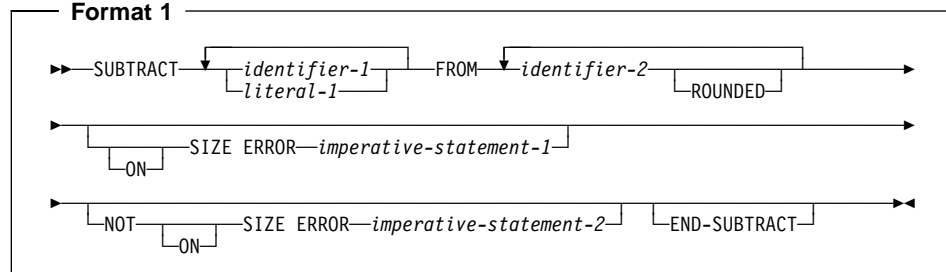 Format 1
SUBTRACT identifier-1 FROM identifier-2
literal-1 ROUNDED
SIZE ERROR imperative-statement-1
ON
NOT SIZE ERROR imperative-statement-2 END-SUBTRACT
ON